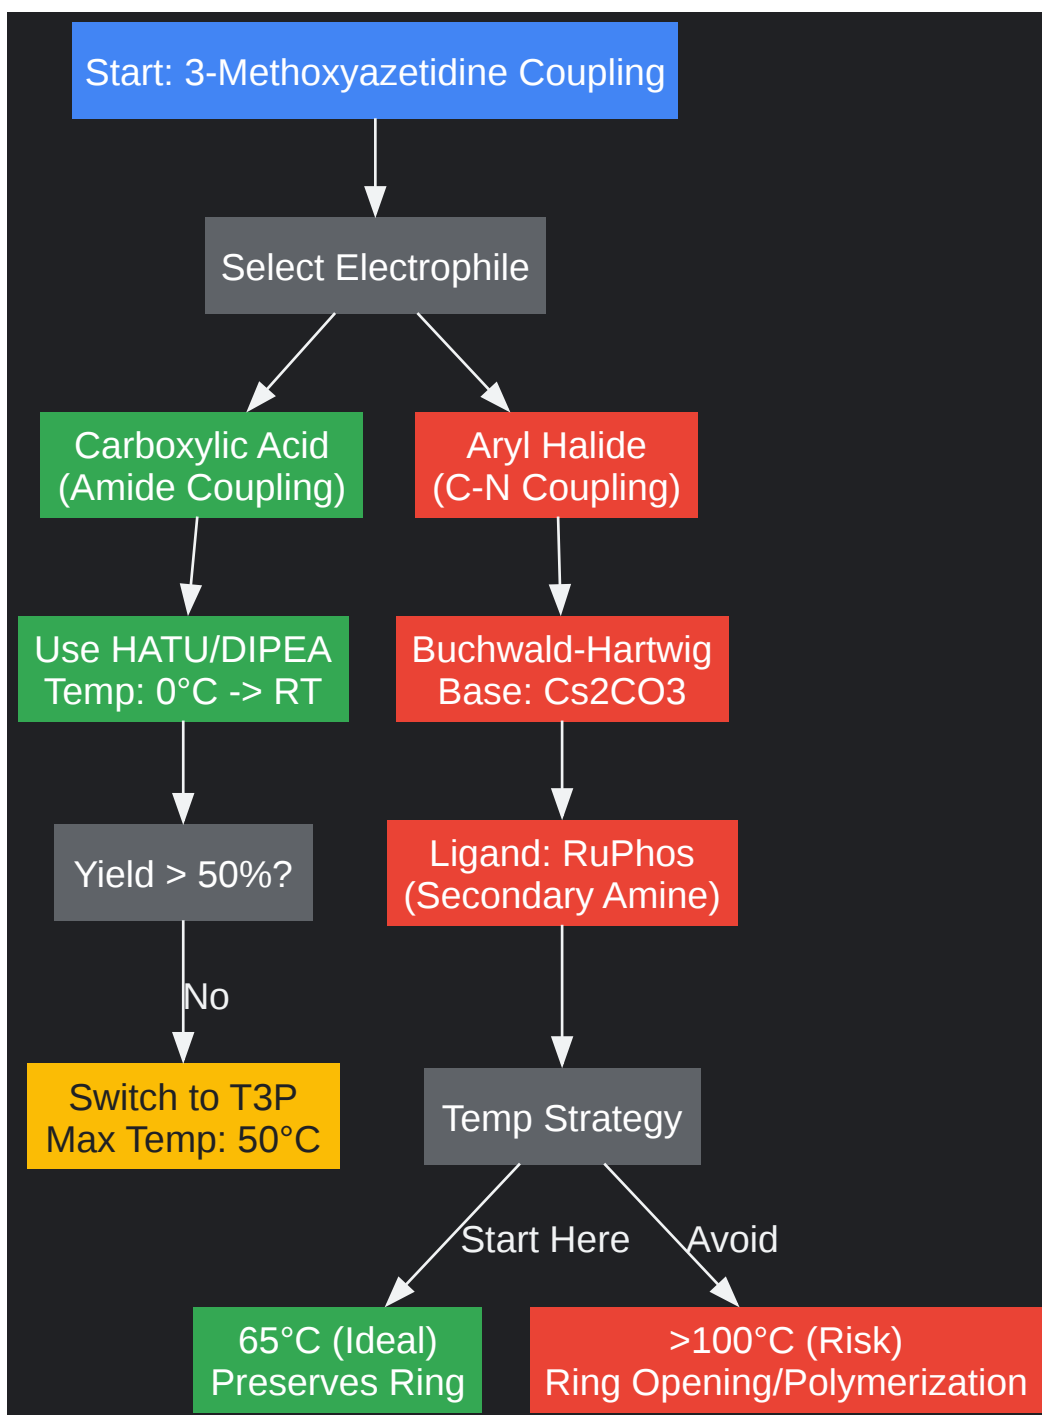 Start: 3-Methoxyazetidine Coupling
Select Electrophile
Carboxylic Acid
(Amide Coupling)
Aryl Halide
(C-N Coupling)
Use HATU/DIPEA
Temp: 0°C -> RT
Buchwald-Hartwig
Base: Cs2CO3
Yield > 50%?
Ligand: RuPhos
(Secondary Amine)
No
Switch to T3P
Max Temp: 50°C
Temp Strategy
Start Here
Avoid
65°C (Ideal)
Preserves Ring
>100°C (Risk)
Ring Opening/Polymerization